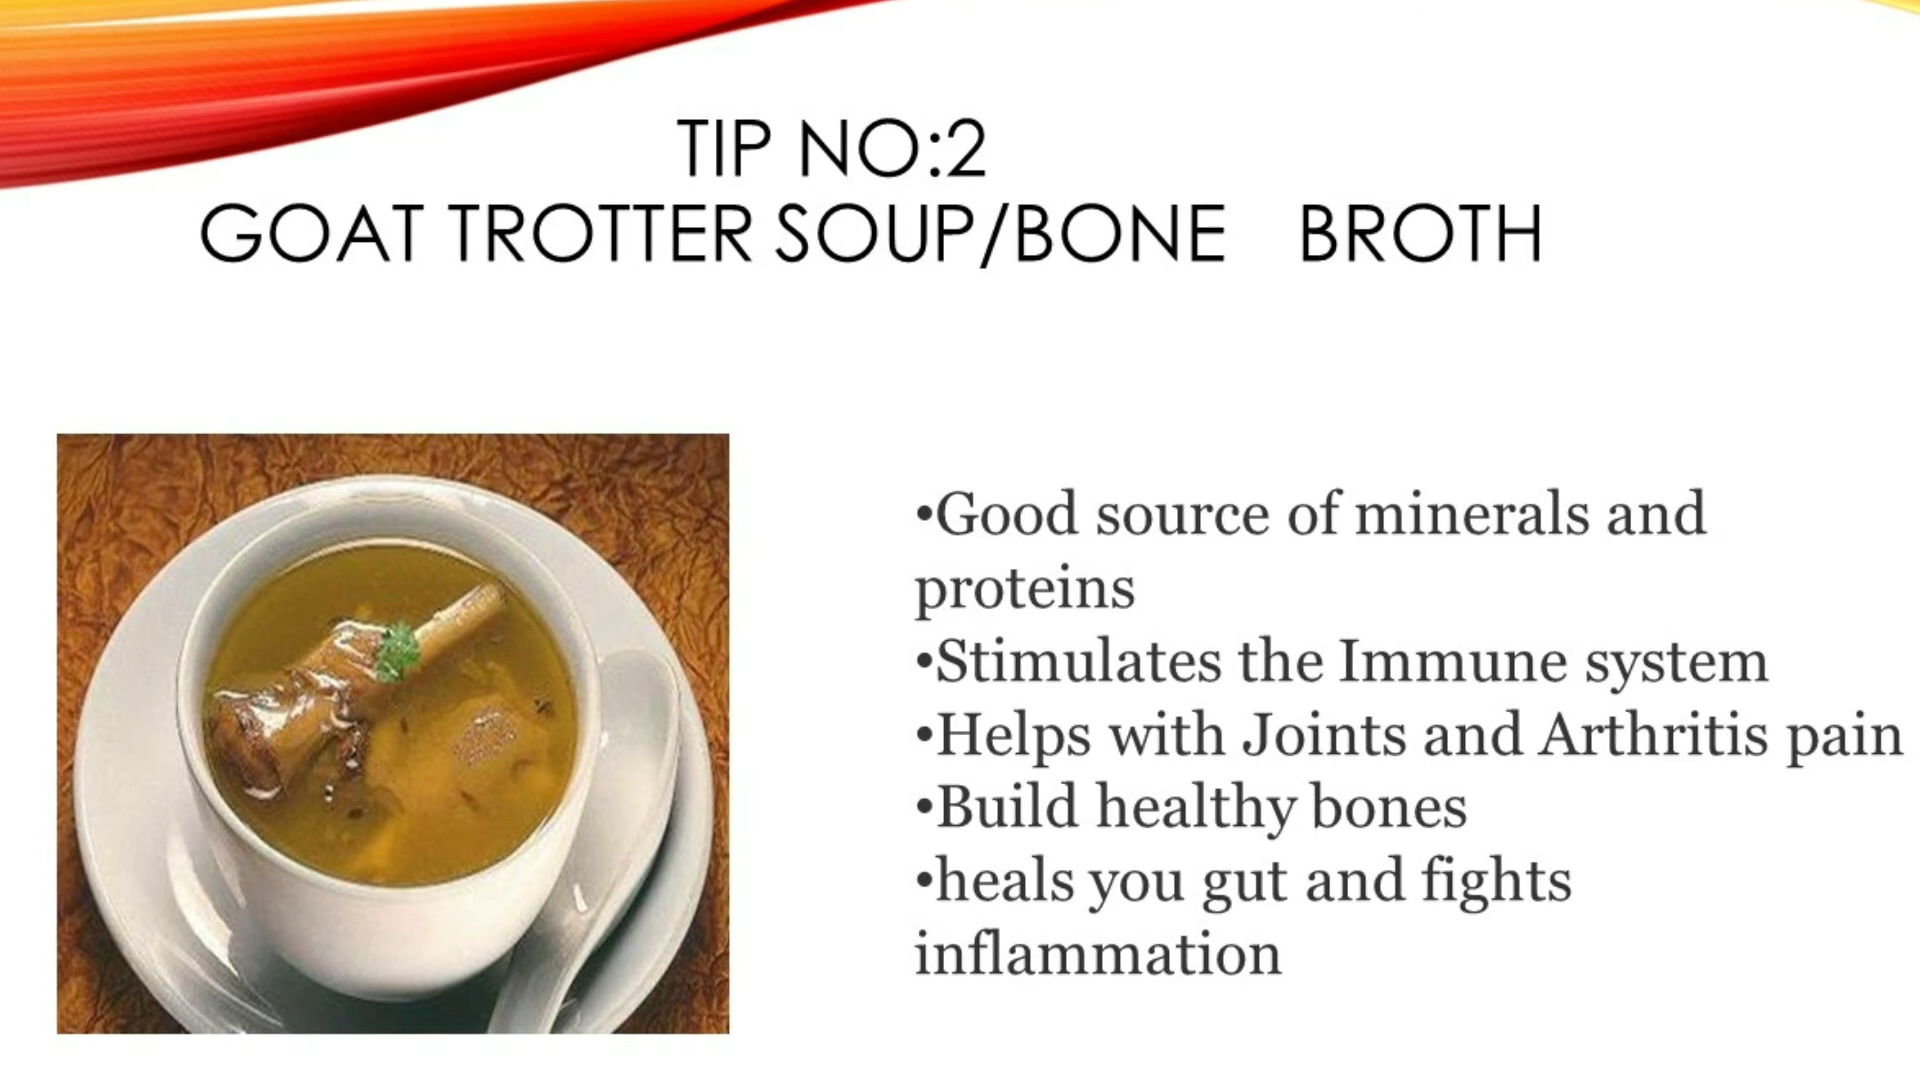 TIP NO:2
GOAT TROTTER SOUP/BONE BROTH
•Good source of minerals and
proteins
•Stimulates the Immune system
•Helps with Joints and Arthritis pain
•Build healthy bones
•heals you gut and fights
inflammation